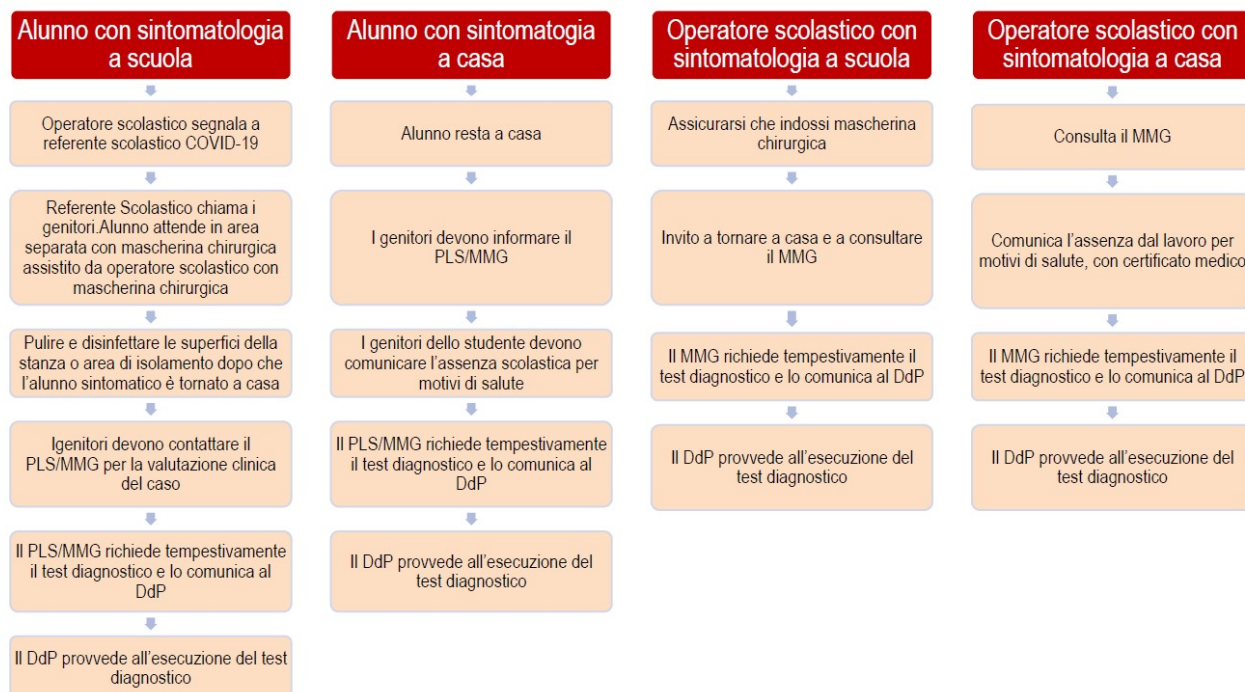 Alunno con sintomatologia
a scuola
Operatore scolastico segnala a
referente scolastico COVID-19
Referente Scolastico chiama i
genitori.Alunno attende in area
separata con mascherina chirurgica
assistito da operatore scolastico con
mascherina chirurgica
Pulire e disinfettare le superfici della
stanza o area di isolamento dopo che
l’alunno sintomatico è tornato a casa
Igenitori devono contattare il
PLS/MMG per la valutazione clinica
del caso
Il PLS/MMG richiede tempestivamente
il test diagnostico e lo comunica al
DdP
Il DdP provvede all’esecuzione del test
diagnostico
Alunno con sintomatogia
a casa
Alunno resta a casa
I genitori devono informare il
PLS/MMG
I genitori dello studente devono
comunicare l’assenza scolastica per
motivi di salute
Il PLS/MMG richiede tempestivamente
il test diagnostico e lo comunica al
DdP
Il DdP provvede all’esecuzione del
test diagnostico
Operatore scolastico con
sintomatologia a scuola
Assicurarsi che indossi mascherina
chirurgica
Invito a tornare a casa e a consultare
il MMG
Il MMG richiede tempestivamente il
test diagnostico e lo comunica al DdP
Il DdP provvede all’esecuzione del
test diagnostico
Operatore scolastico con
sintomatologia a casa
Consulta il MMG
Comunica l’assenza dal lavoro per
motivi di salute, con certificato medico
Il MMG richiede tempestivamente il
test diagnostico e lo comunica al DdP
Il DdP provvede all’esecuzione del
test diagnostico